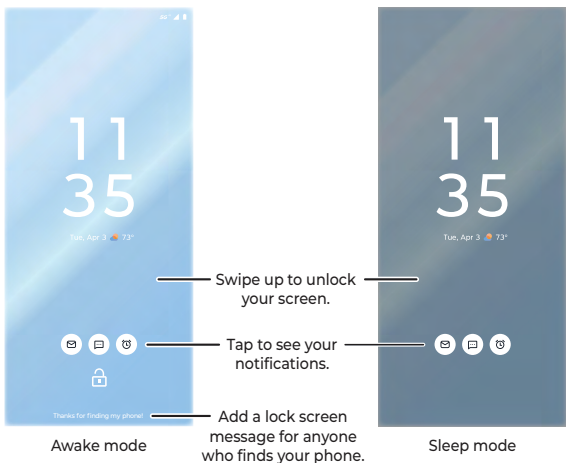 4G
11
35
Tue, Apr 3 73°
Thanks for finding my phone!
Awake mode
Swipe up to unlock
your screen.
Tap to see your
notifications.
Add a lock screen
message for anyone
who finds your phone.
11
35
Tue, Apr 3 73°
Sleep mode